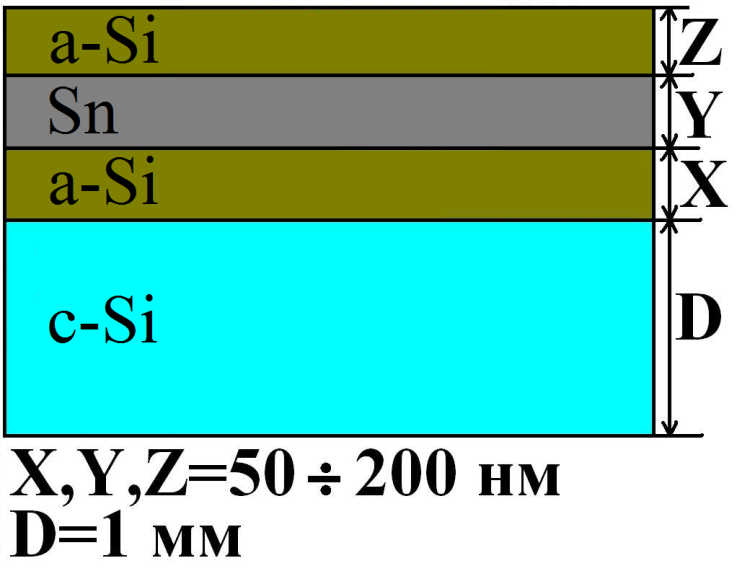 a-Si
Z
Sn
Y
a-Si
X
c-Si
D
X,Y,Z=50÷200 нм
D=1 мм